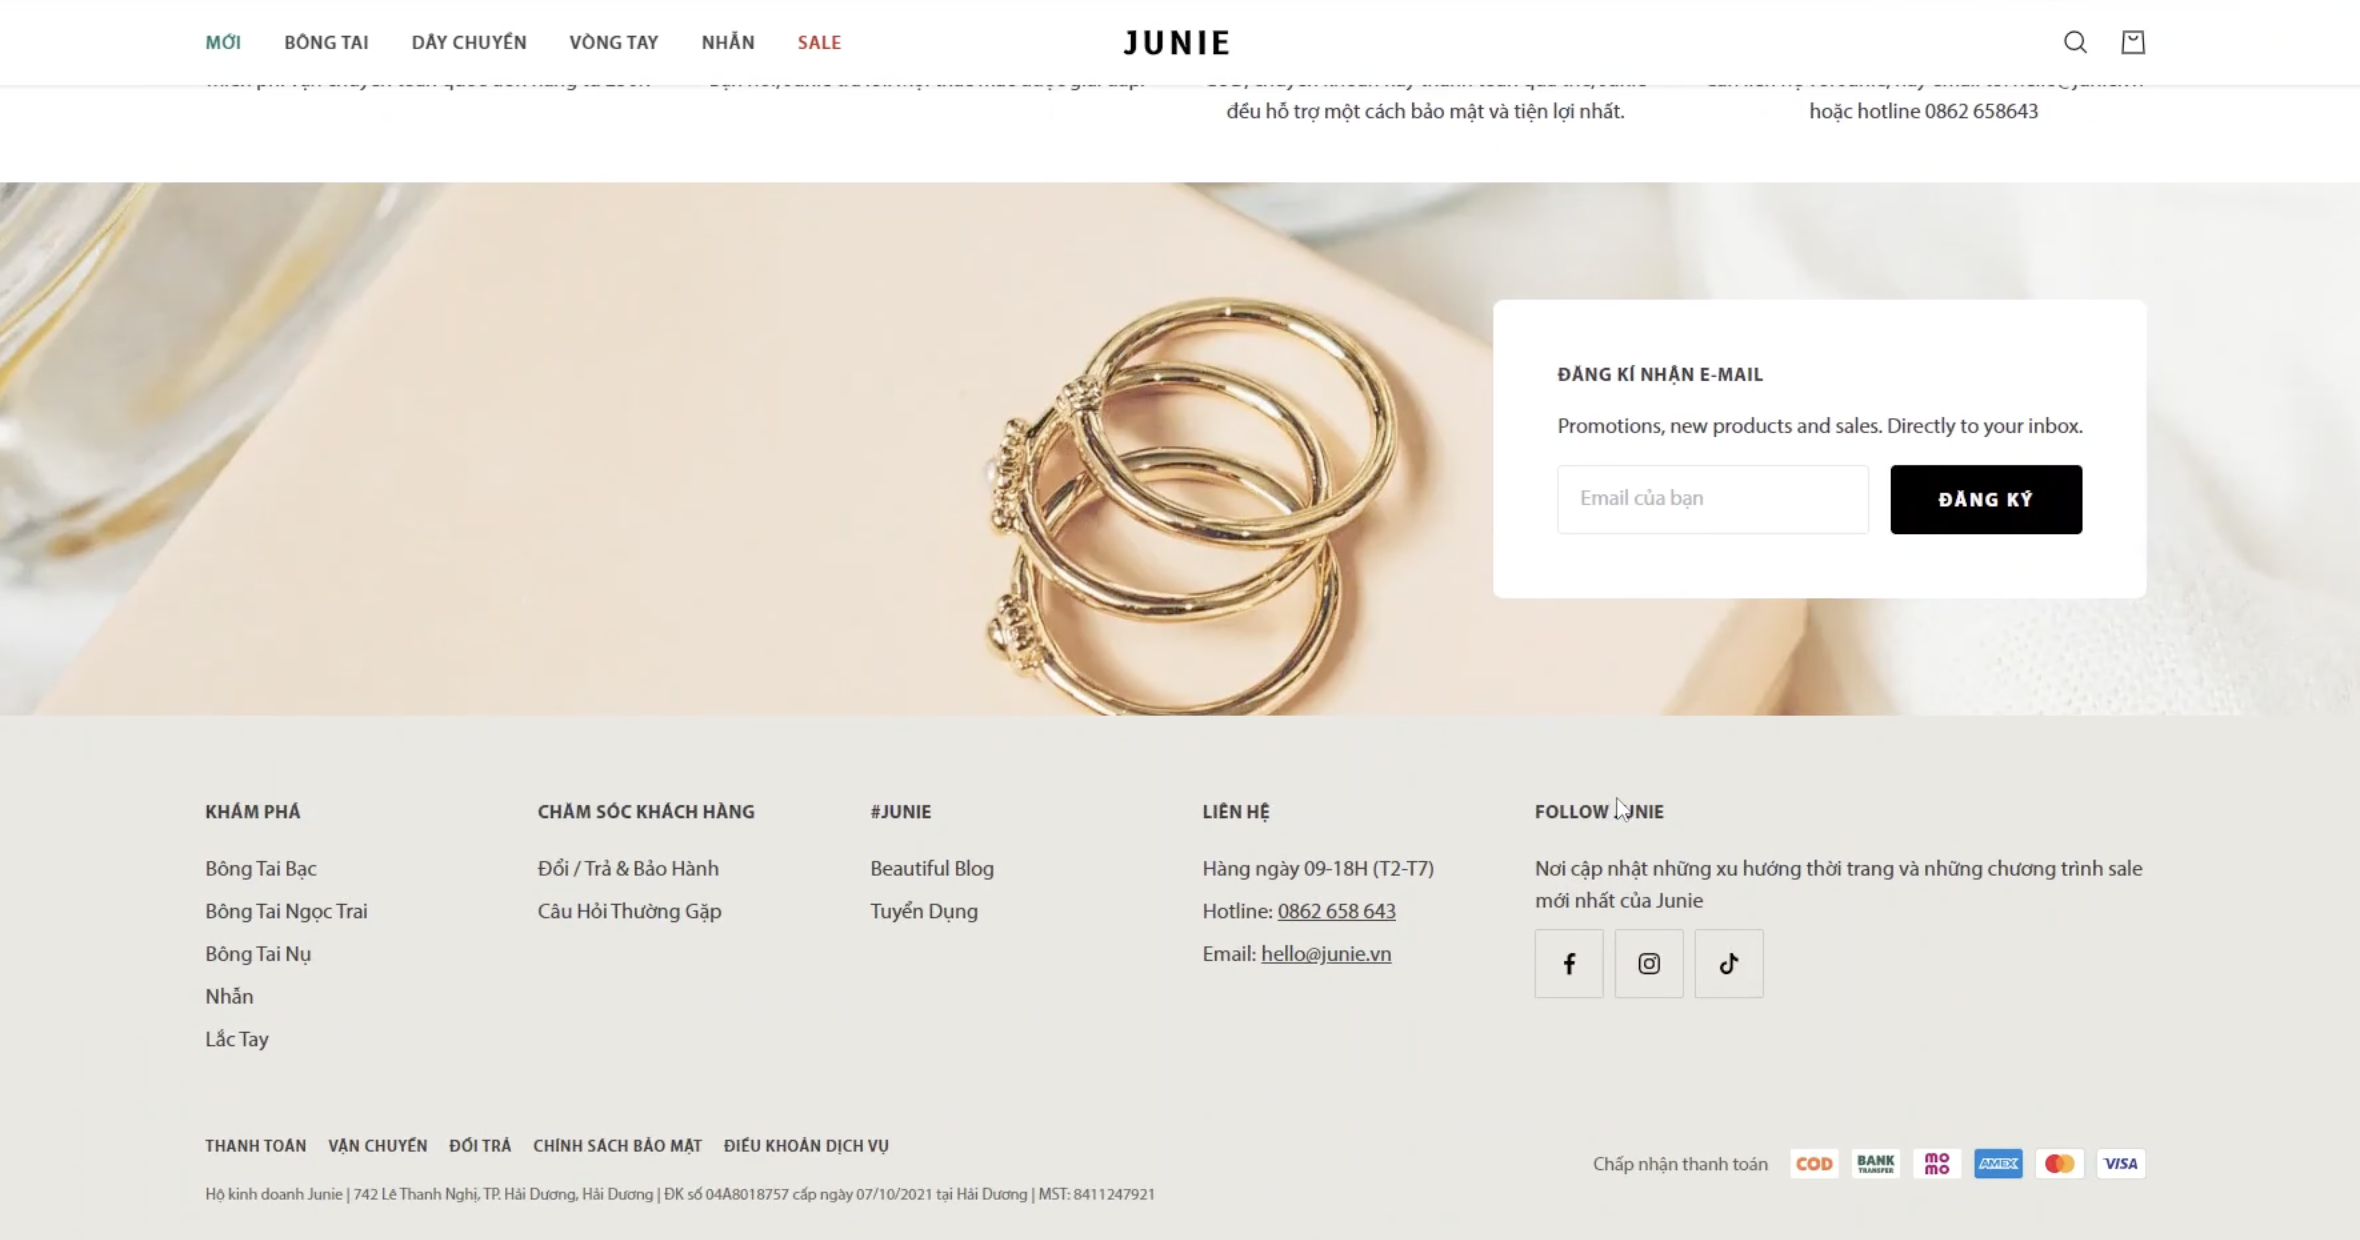 MỚI BÔNG TAI DÂY CHUYỀN VÒNG TAY NHẪN SALE
JUNIE
đều hỗ trợ một cách bảo mật và tiện lợi nhất.
hoặc hotline 0862 658643
ĐĂNG KÍ NHẬN E-MAIL
Promotions, new products and sales. Directly to your inbox.
Email của bạn
ĐĂNG KÝ
KHÁM PHÁ
Bông Tai Bạc
Bông Tai Ngọc Trai
Bông Tai Nụ
Nhẫn
Lắc Tay
CHĂM SÓC KHÁCH HÀNG
Đổi / Trả & Bảo Hành
Câu Hỏi Thường Gặp
#JUNIE
Beautiful Blog
Tuyển Dụng
LIÊN HỆ
Hàng ngày 09-18H (T2-T7)
Hotline: 0862 658 643
Email: hello@junie.vn
FOLLOW JUNIE
Nơi cập nhật những xu hướng thời trang và những chương trình sale
mới nhất của Junie
THANH TOÁN VẬN CHUYỂN ĐỔI TRẢ CHÍNH SÁCH BẢO MẬT ĐIỀU KHOẢN DỊCH VỤ
Hộ kinh doanh Junie | 742 Lê Thanh Nghị, TP. Hải Dương, Hải Dương | ĐK số 04A8018757 cấp ngày 07/10/2021 tại Hải Dương | MST: 8411247921
Chấp nhận thanh toán
COD
BANK
TRANSFER
mo
mo
AMEX
VISA